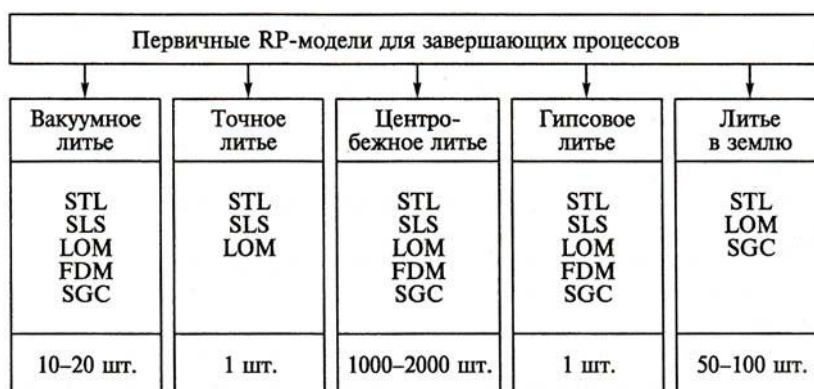 Первичные RP-модели для завершающих процессов
Вакуумное
литье
STL
SLS
LOM
FDM
SGC
10–20 шт.
Точное
литье
STL
SLS
LOM
1 шт.
Центро-
бежное литье
STL
SLS
LOM
FDM
SGC
1000–2000 шт.
Гипсовое
литье
STL
SLS
LOM
FDM
SGC
1 шт.
Литье
в землю
STL
LOM
SGC
50–100 шт.